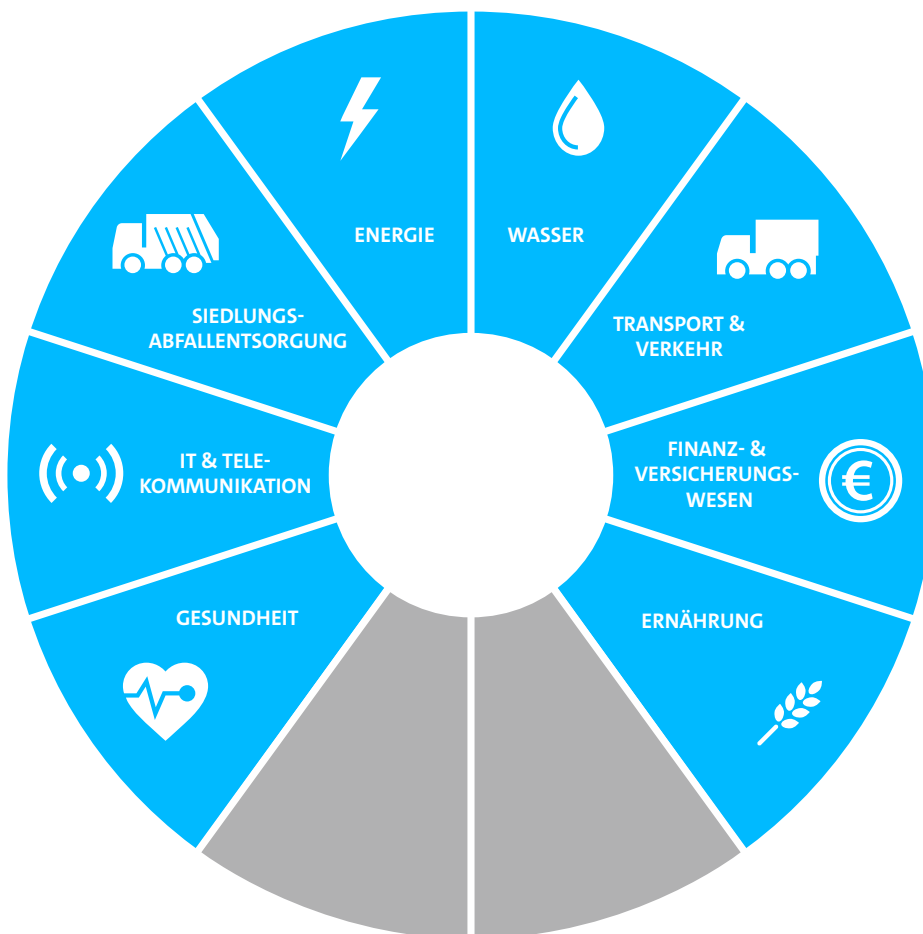 ENERGIE
WASSER
SIEDLUNGS-
ABFALLENTSORGUNG
TRANSPORT &
VERKEHR
IT & TELE-
KOMMUNIKATION
FINANZ- &
VERSICHERUNGS-
WESEN
€
GESUNDHEIT
ERNÄHRUNG